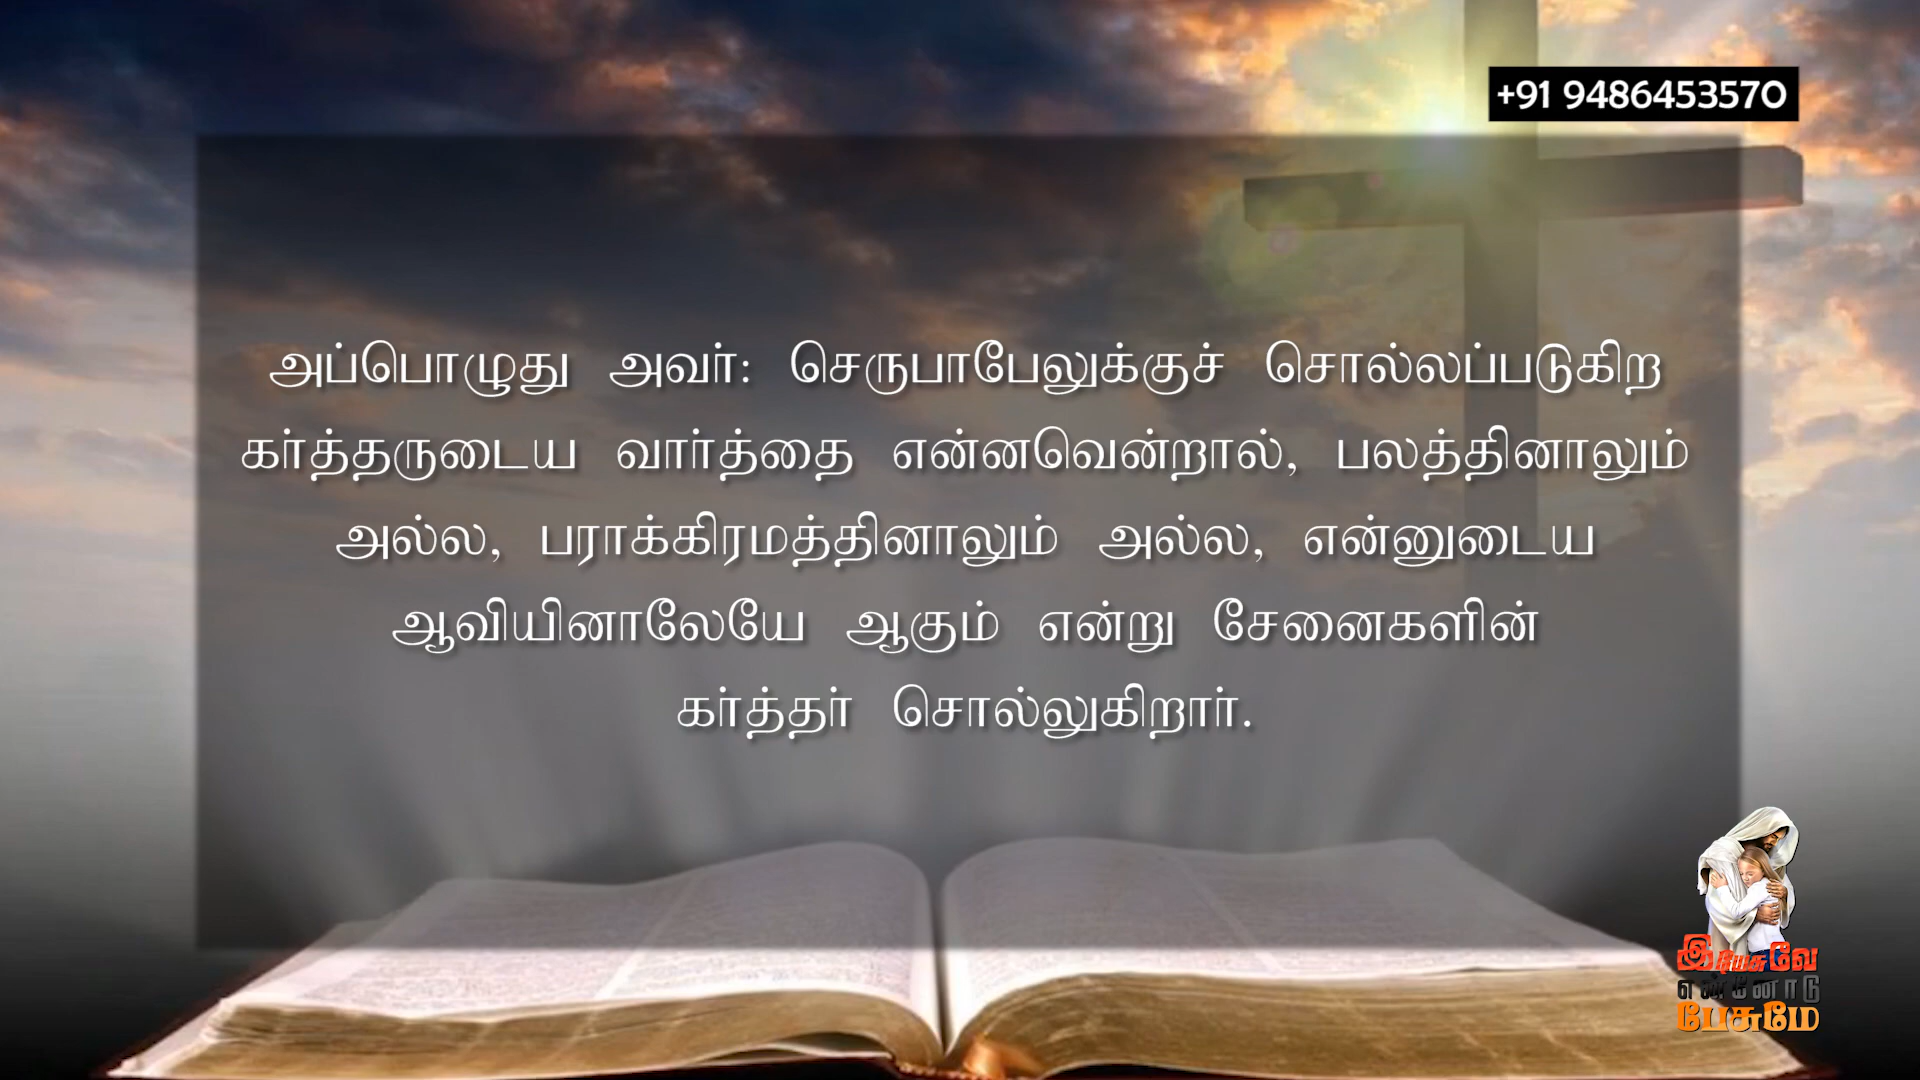 +91 9486453570
அப்பொழுது அவர்: செருபாபேலுக்குச் சொல்லப்படுகிற
கர்த்தருடைய வார்த்தை என்னவென்றால், பலத்தினாலும்
அல்ல, பராக்கிரமத்தினாலும் அல்ல, என்னுடைய
ஆவியினாலேயே ஆகும் என்று சேனைகளின்
கர்த்தர் சொல்லுகிறார்.
இயேசுவே
என்னோடு
பேசுமே